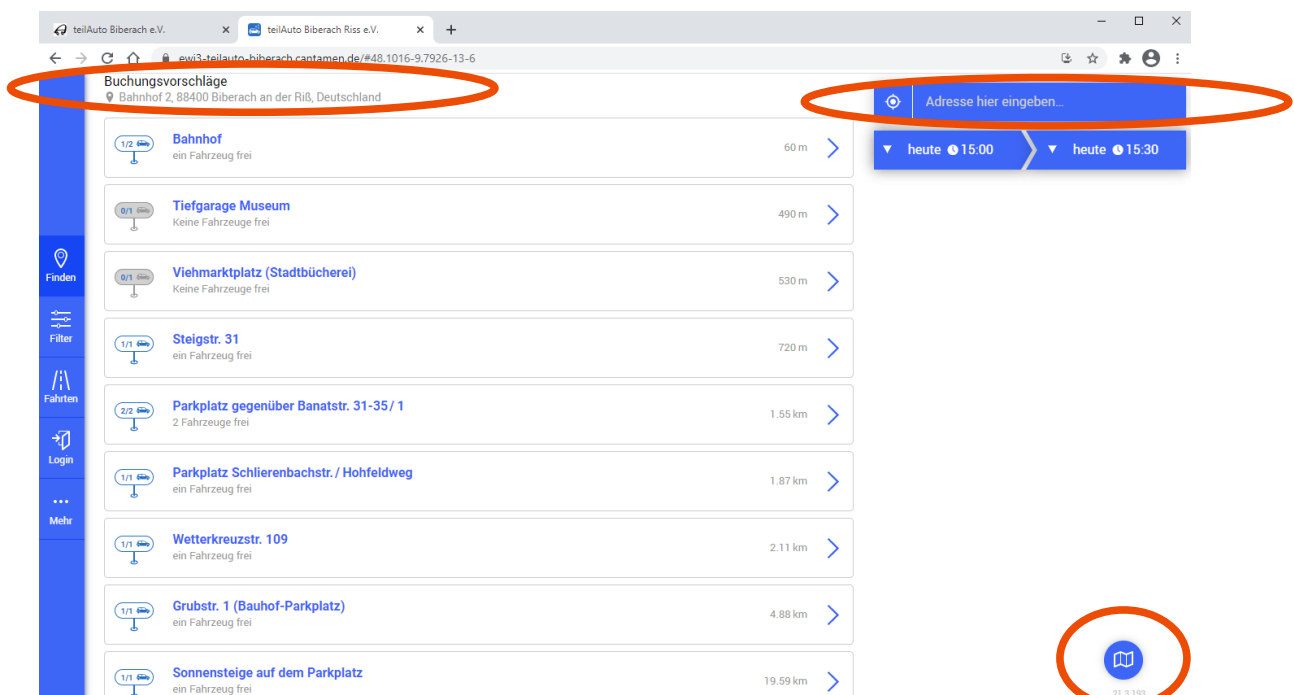 teilAuto Biberach e.V.
teilAuto Biberach Riss e.V.
ewi3-teilauto-biberach.cantamen.de/#48.1016-9.7926-13-6
Buchungsvorschläge
Bahnhof 2, 88400 Biberach an der Riß, Deutschland
Adresse hier eingeben...
heute 15:00
heute 15:30
1/2
Bahnhof
ein Fahrzeug frei
60 m
0/1
Tiefgarage Museum
Keine Fahrzeuge frei
490 m
0/1
Viehmarktplatz (Stadtbücherei)
Keine Fahrzeuge frei
530 m
1/1
Steigstr. 31
ein Fahrzeug frei
720 m
2/2
Parkplatz gegenüber Banatstr. 31-35/ 1
2 Fahrzeuge frei
1.55 km
1/1
Parkplatz Schlierenbachstr./ Hohfeldweg
ein Fahrzeug frei
1.87 km
1/1
Wetterkreuzstr. 109
ein Fahrzeug frei
2.11 km
1/1
Grubstr. 1 (Bauhof-Parkplatz)
ein Fahrzeug frei
4.88 km
1/1
Sonnensteige auf dem Parkplatz
ein Fahrzeug frei
19.59 km
Finden
Filter
Fahrten
Login
Mehr
21.3.193